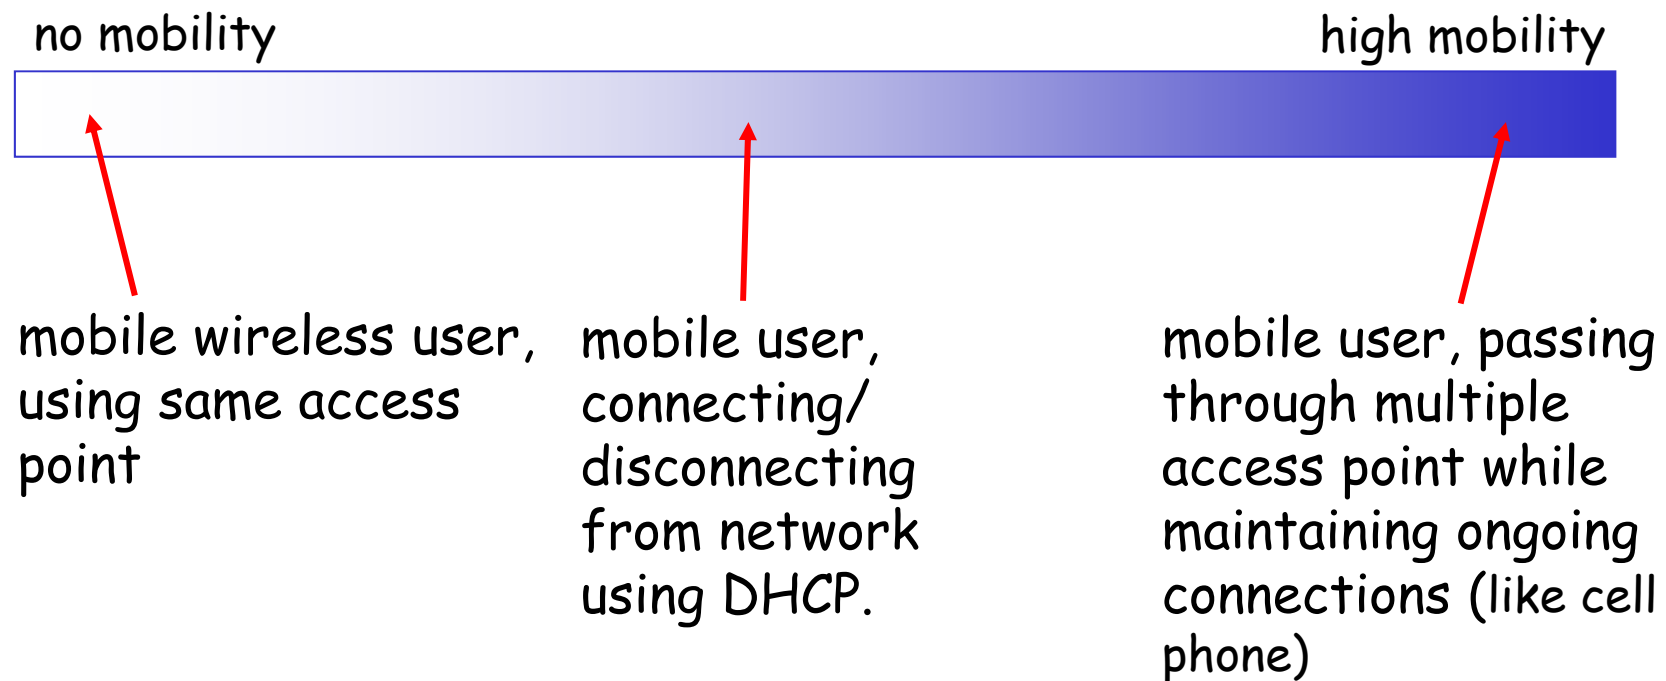 no mobility
high mobility
mobile wireless user,
using same access
point
mobile user,
connecting/
disconnecting
from network
using DHCP.
mobile user, passing
through multiple
access point while
maintaining ongoing
connections (like cell
phone)